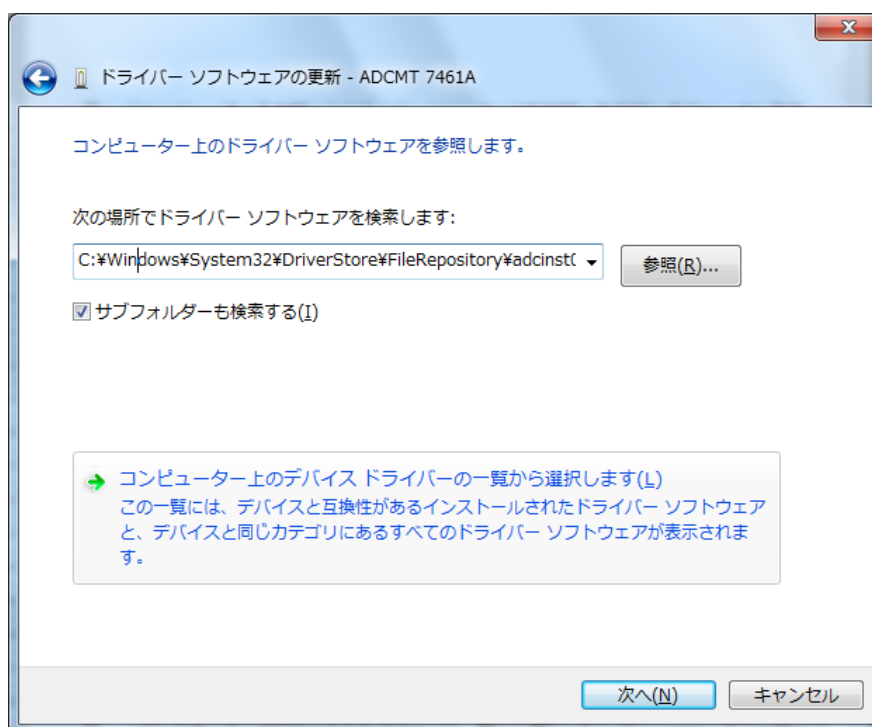 ドライバー ソフトウェアの更新 - ADCMT 7461A
コンピューター上のドライバー ソフトウェアを参照します。
次の場所でドライバー ソフトウェアを検索します:
C:¥Windows¥System32¥DriverStore¥FileRepository¥adcinst(
参照(R)...
サブフォルダーも検索する(I)
コンピューター上のデバイス ドライバーの一覧から選択します(L)
この一覧には、デバイスと互換性があるインストールされたドライバー ソフトウェア
と、デバイスと同じカテゴリにあるすべてのドライバー ソフトウェアが表示されま
す。
次へ(N)
キャンセル